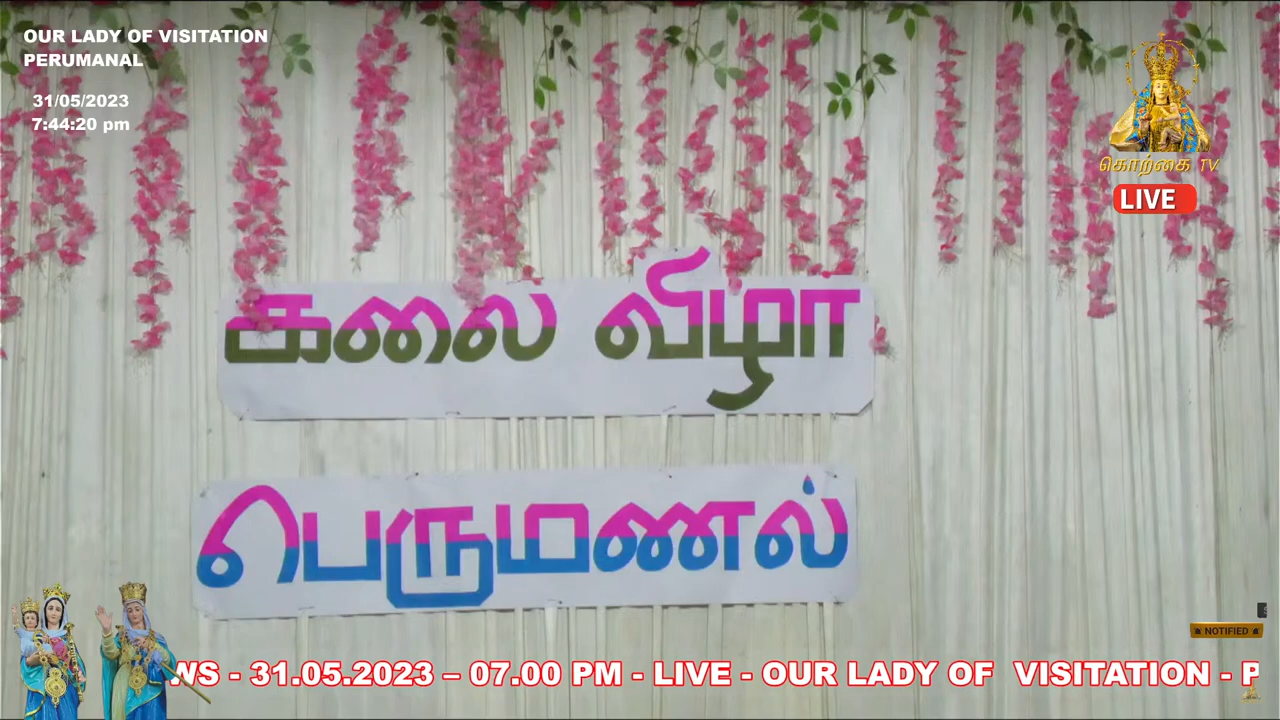 OUR LADY OF VISITATION
PERUMANAL
31/05/2023
7:44:20 pm
கொற்கை TV
LIVE
கலை விழா
பெருமணல்
NOTIFIED
WS - 31.05.2023 – 07.00 PM - LIVE - OUR LADY OF VISITATION - P